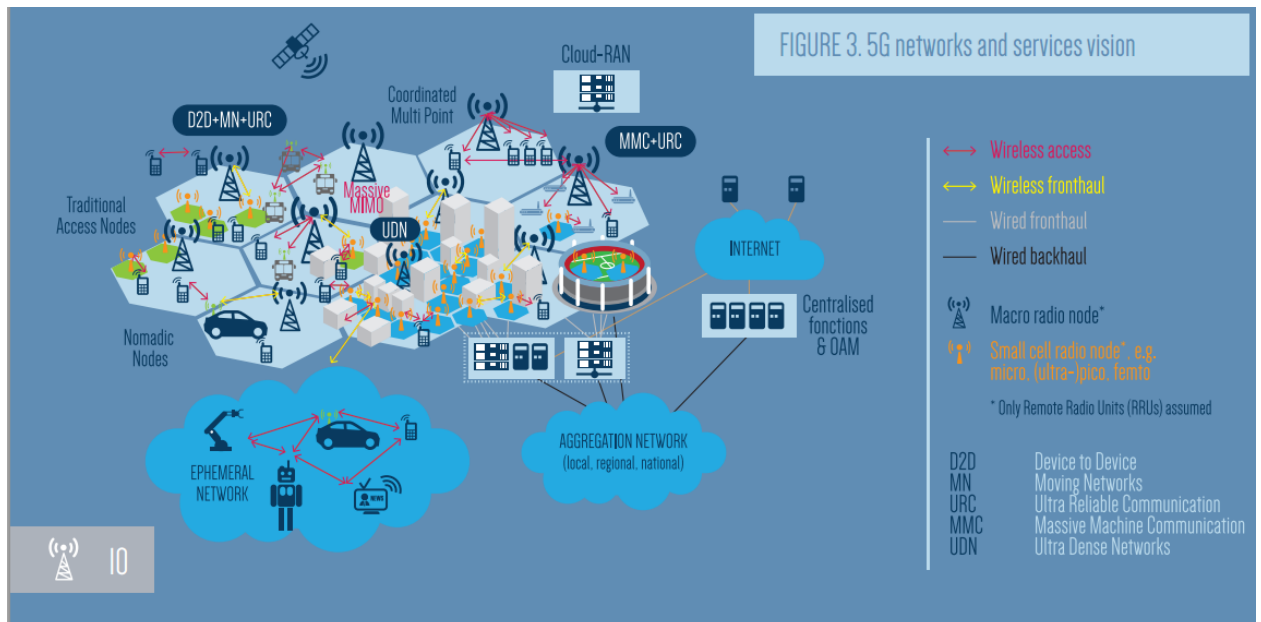 FIGURE 3. 5G networks and services vision
Cloud-RAN
Coordinated
Multi Point
D2D+MN+URC
MMC+URC
Massive
MIMO
Traditional
Access Nodes
UDN
INTERNET
Nomadic
Nodes
Centralised
fonctions
& OAM
EPHEMERAL
NETWORK
NEWS
AGGREGATION NETWORK
(local, regional, national)
Wireless access
Wireless fronthaul
Wired fronthaul
Wired backhaul
Macro radio node*
Small cell radio node*, e.g.
micro, (ultra-)pico, femto
* Only Remote Radio Units (RRUs) assumed
D2D Device to Device
MN Moving Networks
URC Ultra Reliable Communication
MMC Massive Machine Communication
UDN Ultra Dense Networks
10